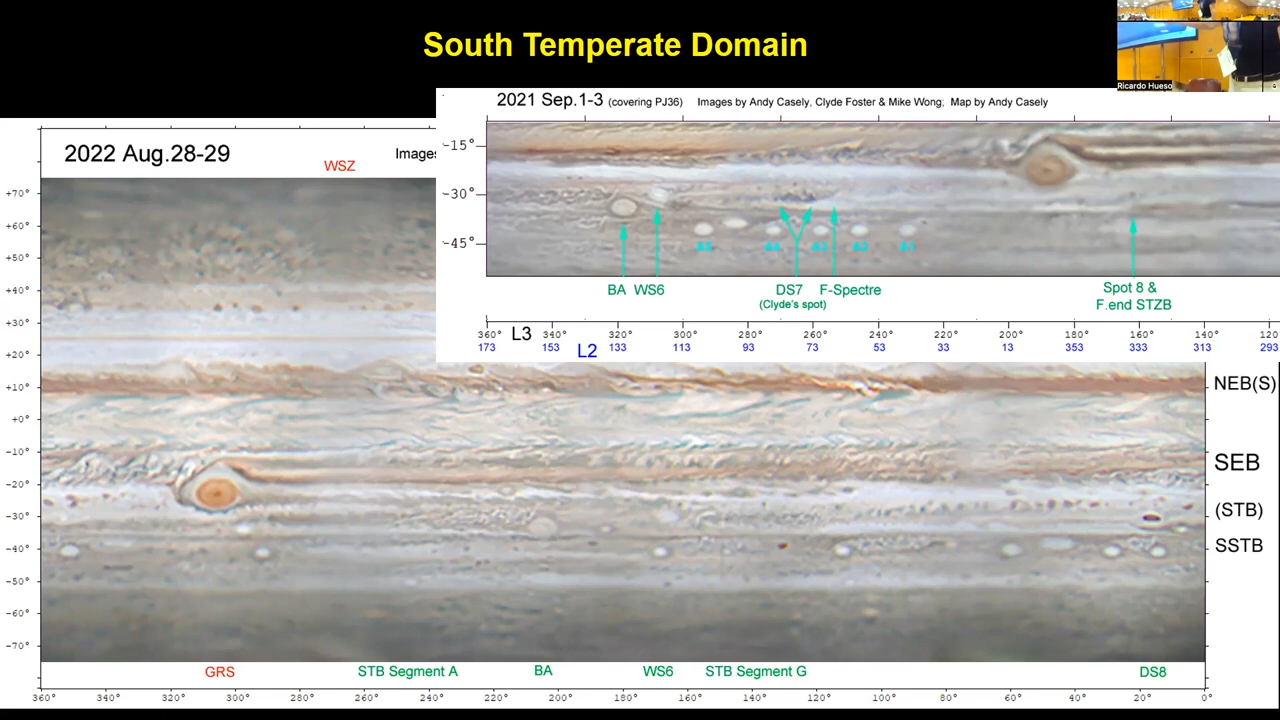 South Temperate Domain
Ricardo Hueso
2021 Sep.1-3 (covering PJ36) Images by Andy Casely, Clyde Foster & Mike Wong; Map by Andy Casely
-15°
-30°
-45°
A5 A4 A3 A2 A1
BA WS6 DS7 F-Spectre Spot 8 &
(Clyde's spot) F.end STZB
L3 360° 340° 320° 300° 280° 260° 240° 220° 200° 180° 160° 140° 120°
L2 173 153 133 113 93 73 53 33 13 353 333 313 293
2022 Aug.28-29 Images
WSZ
+70°
+60°
+50°
+40°
+30°
+20°
+10° NEB(S)
+0°
-10° SEB
-20°
-30° (STB)
-40° SSTB
-50°
-60°
-70°
GRS STB Segment A BA WS6 STB Segment G DS8
360° 340° 320° 300° 280° 260° 240° 220° 200° 180° 160° 140° 120° 100° 80° 60° 40° 20° 0°